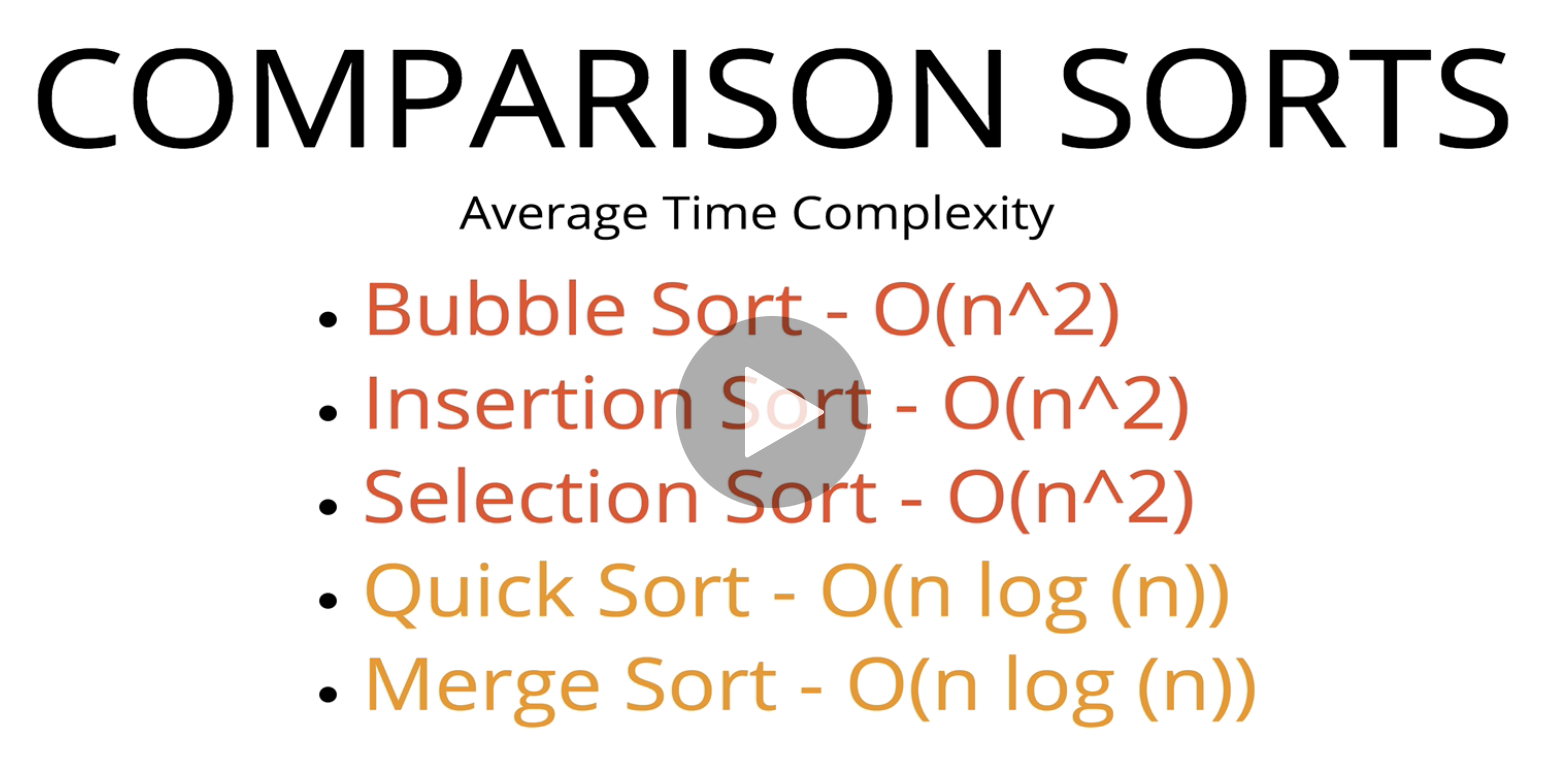 COMPARISON SORTS
Average Time Complexity
• Bubble Sort - O(n^2)
• Insertion Sort - O(n^2)
• Selection Sort - O(n^2)
• Quick Sort - O(n log (n))
• Merge Sort - O(n log (n))